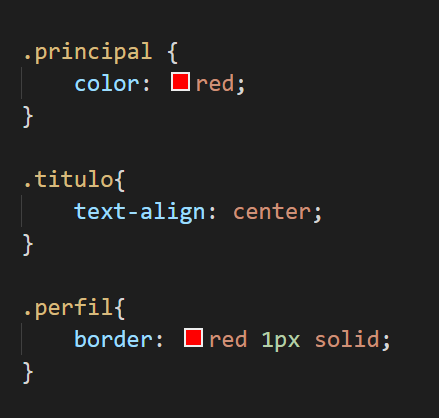 .principal {
    color: red;
}
.titulo{
    text-align: center;
}
.perfil{
    border: red 1px solid;
}